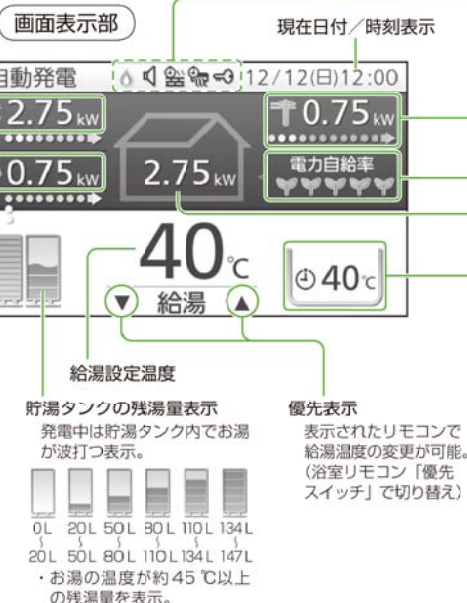 画面表示部
現在日付／時刻表示
自動発電
12/12(日)12:00
2.75kw
0.75kw
0.75kw
2.75kw
電力自給率
40℃
給湯
40℃
給湯設定温度
貯湯タンクの残湯量表示
発電中は貯湯タンク内でお湯
が波打つ表示。
0L 20L 50L 80L 110L 134L
20L 50L 80L 110L 134L 147L
・お湯の温度が約45℃以上
の残湯量を表示。
優先表示
表示されたリモコンで
給湯温度の変更が可能。
(浴室リモコン「優先
スイッチ」で切り替え)